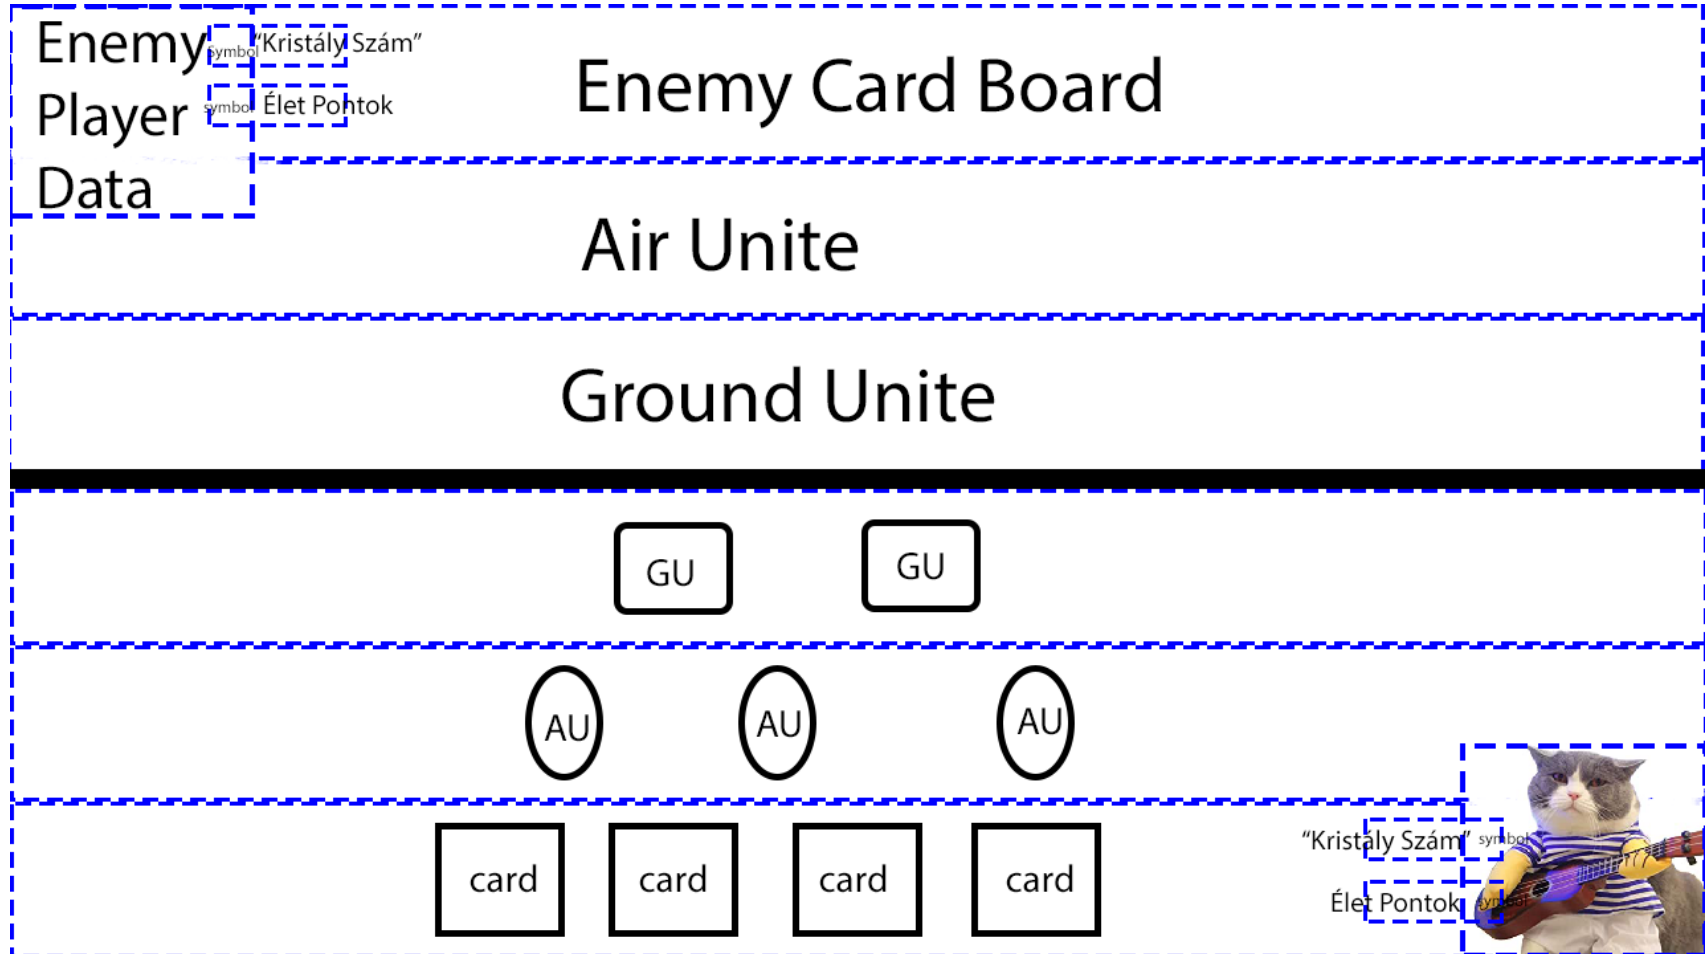 Enemy
Player
Data
symbol
"Kristály Szám”
symbol
Élet Pontok
Enemy Card Board
Air Unite
Ground Unite
GU
GU
AU
AU
AU
card
card
card
card
“Kristály Szám”
symbol
Élet Pontok
symbol